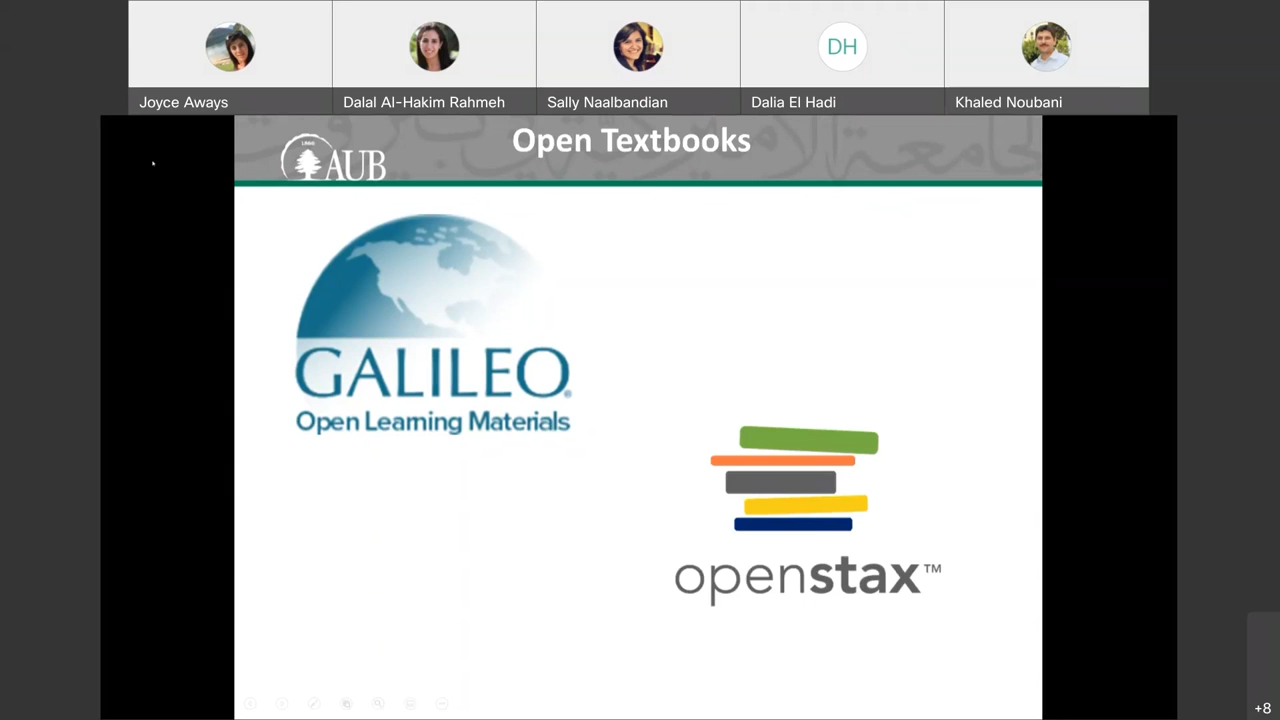 DH
Joyce Aways
Dalal Al-Hakim Rahmeh
Sally Naalbandian
Dalia El Hadi
Khaled Noubani
Open Textbooks
AUB
GALILEO®
Open Learning Materials
openstax™
+8